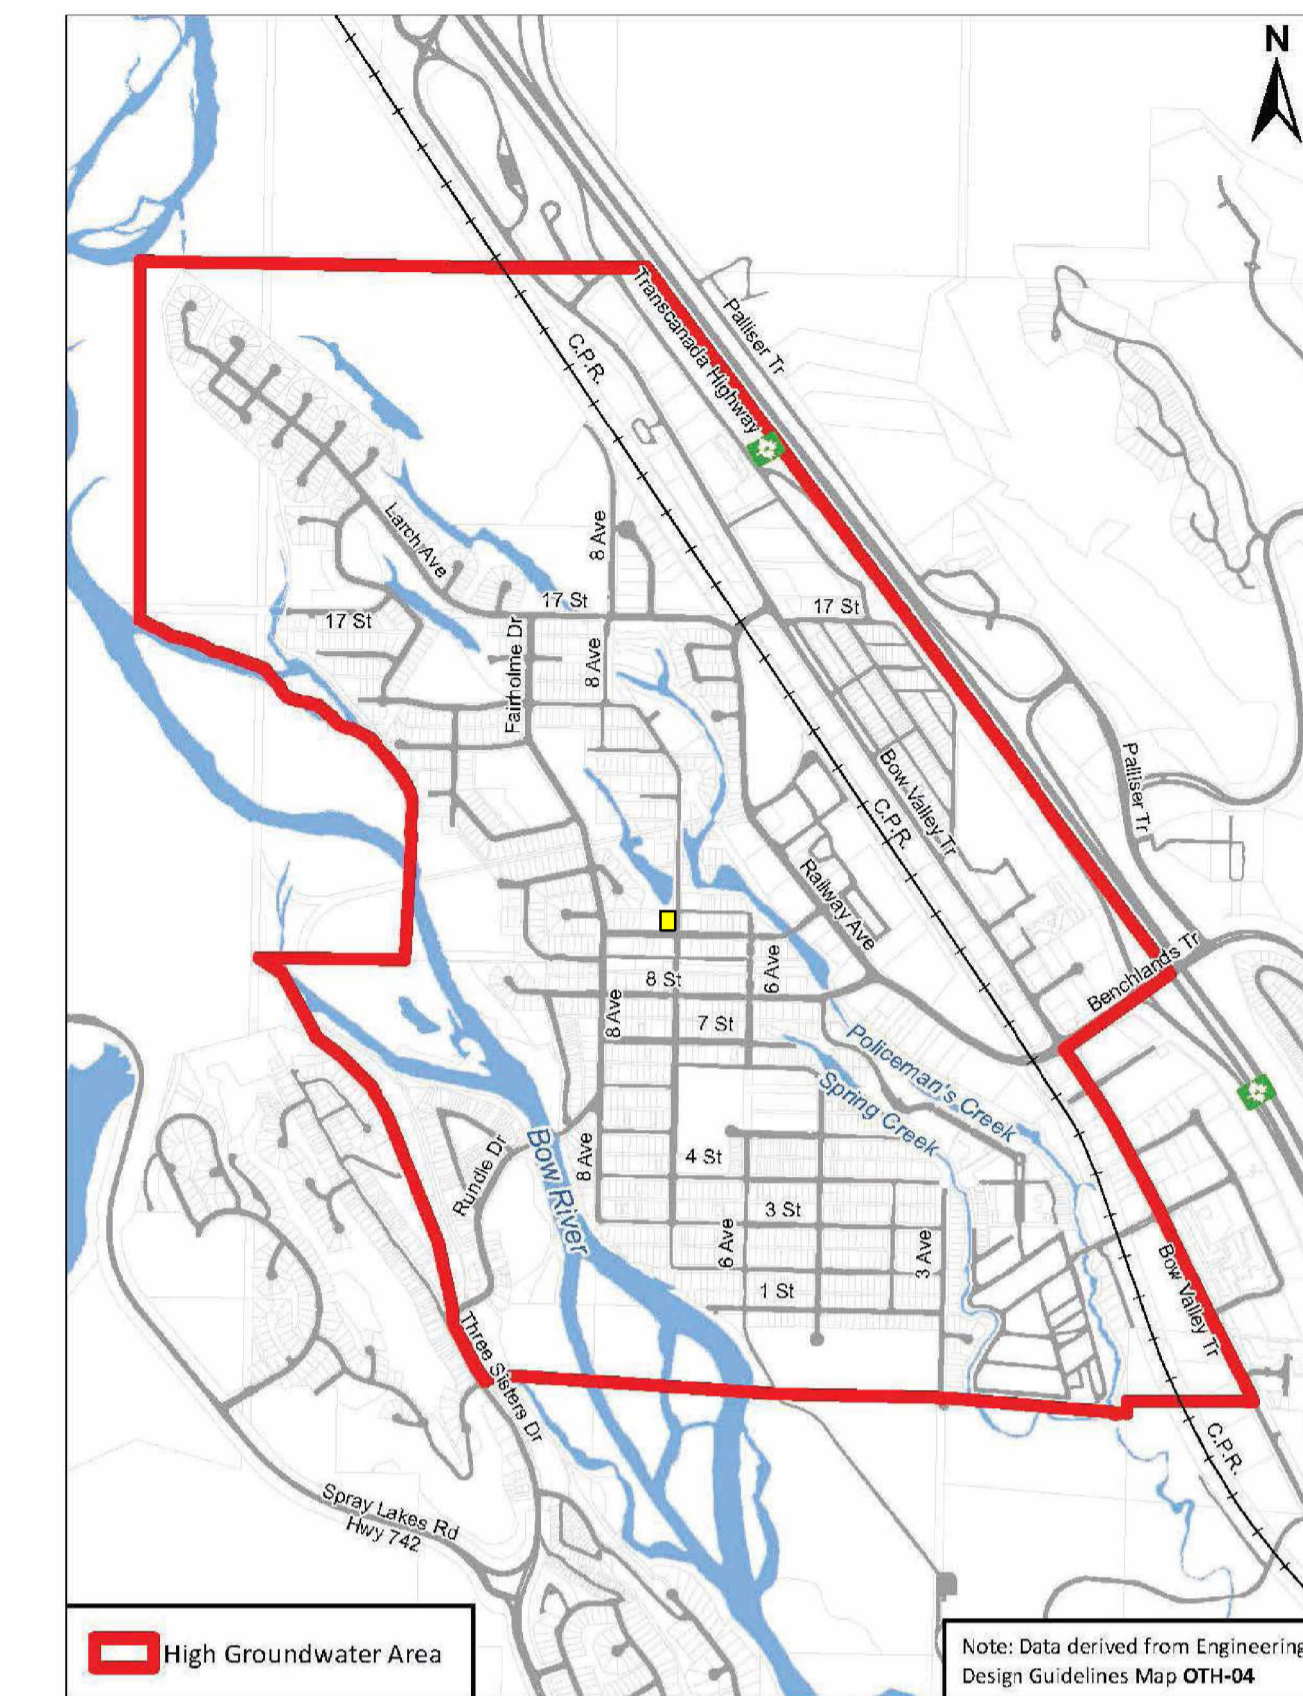 N
Transcanada Highway
Palliser Tr
C.P.R.
Larch Ave
8 Ave
17 St
17 St
17 St
Fairholme Dr
8 Ave
Bow Valley Tr
Palliser Tr
C.P.R.
Railway Ave
Benchlands Tr
6 Ave
8 St
8 Ave
7 St
Policeman's Creek
Spring Creek
Bow River
8 Ave
Rundle Dr
4 St
3 St
6 Ave
3 Ave
1 St
Bow Valley Tr
Three Sisters Dr
C.P.R.
Spray Lakes Rd
Hwy 742
High Groundwater Area
Note: Data derived from Engineering
Design Guidelines Map OTH-04